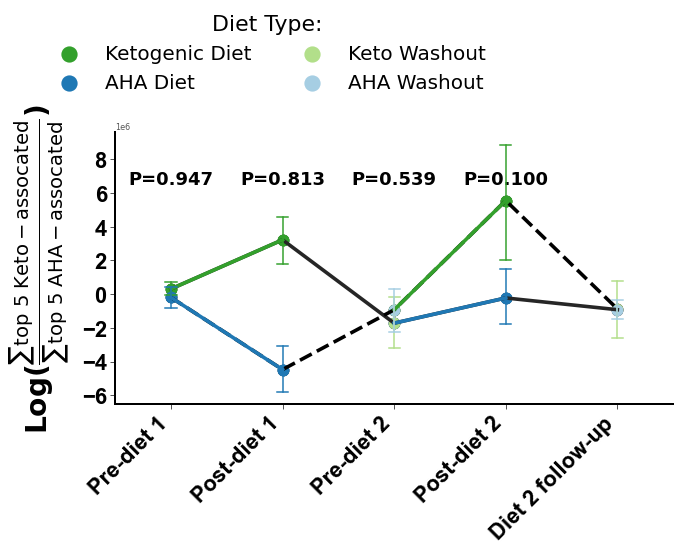 Diet Type:
Ketogenic Diet
Keto Washout
AHA Diet
AHA Washout
1e6
P=0.947
P=0.813
P=0.539
P=0.100
8
6
4
2
0
−2
−4
−6
Log(∑top 5 Keto − assocated
∑top 5 AHA − assocated)
Pre-diet 1
Post-diet 1
Pre-diet 2
Post-diet 2
Diet 2 follow-up